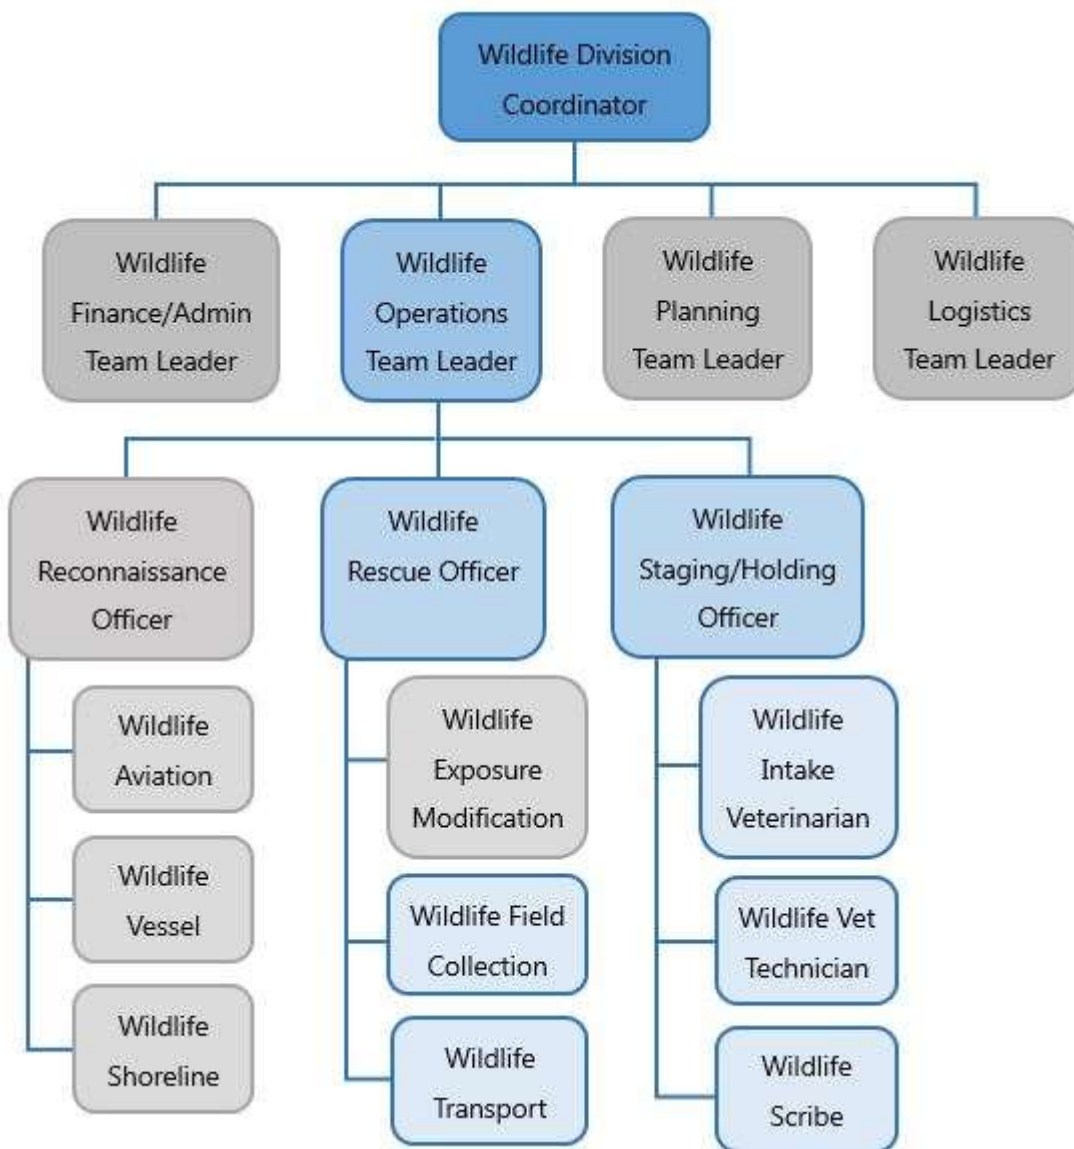 Wildlife Division
Coordinator
Wildlife
Finance/Admin
Team Leader
Wildlife
Operations
Team Leader
Wildlife
Planning
Team Leader
Wildlife
Logistics
Team Leader
Wildlife
Reconnaissance
Officer
Wildlife
Rescue Officer
Wildlife
Staging/Holding
Officer
Wildlife
Aviation
Wildlife
Vessel
Wildlife
Shoreline
Wildlife
Exposure
Modification
Wildlife Field
Collection
Wildlife
Transport
Wildlife
Intake
Veterinarian
Wildlife Vet
Technician
Wildlife
Scribe